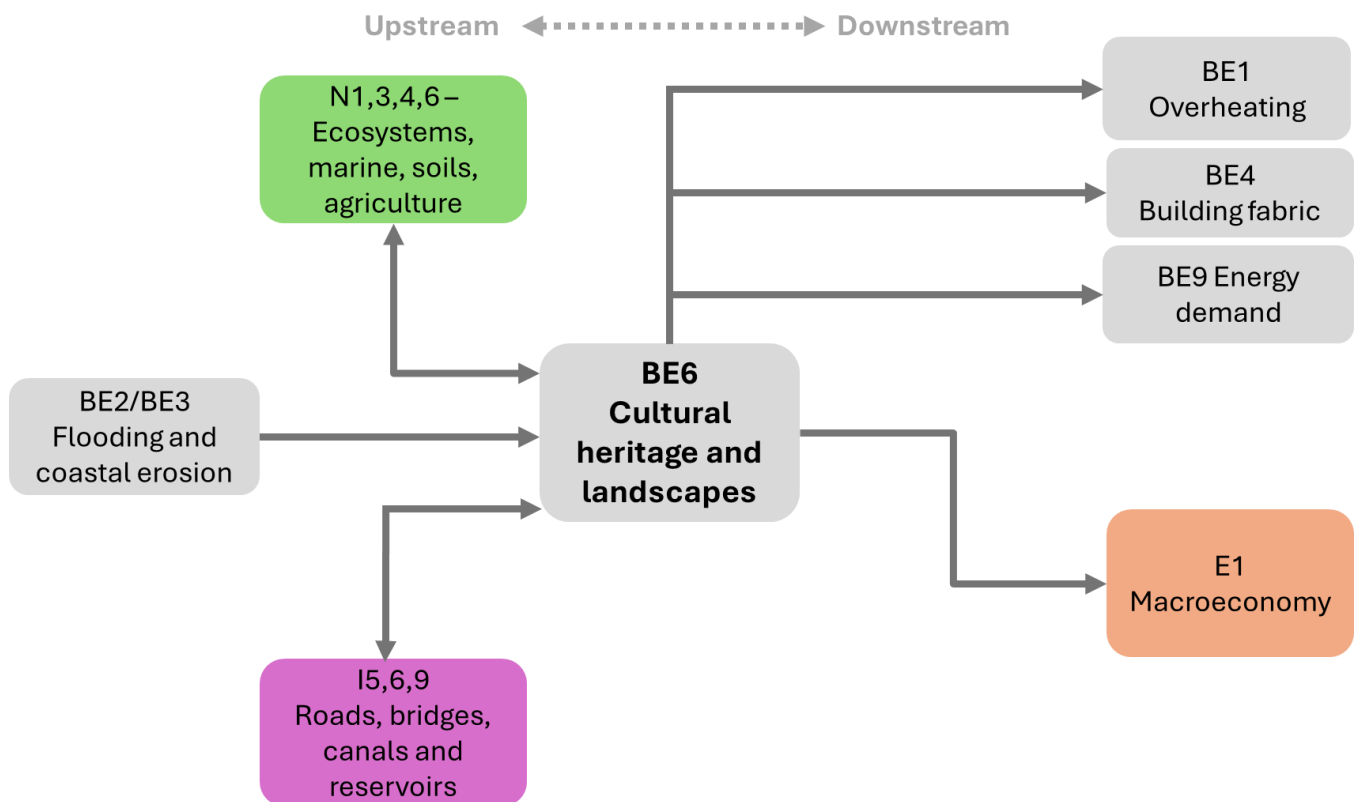 Upstream
Downstream
N1,3,4,6 –
Ecosystems,
marine, soils,
agriculture
BE1
Overheating
BE4
Building fabric
BE9 Energy
demand
BE2/BE3
Flooding and
coastal erosion
BE6
Cultural
heritage and
landscapes
E1
Macroeconomy
I5,6,9
Roads, bridges,
canals and
reservoirs